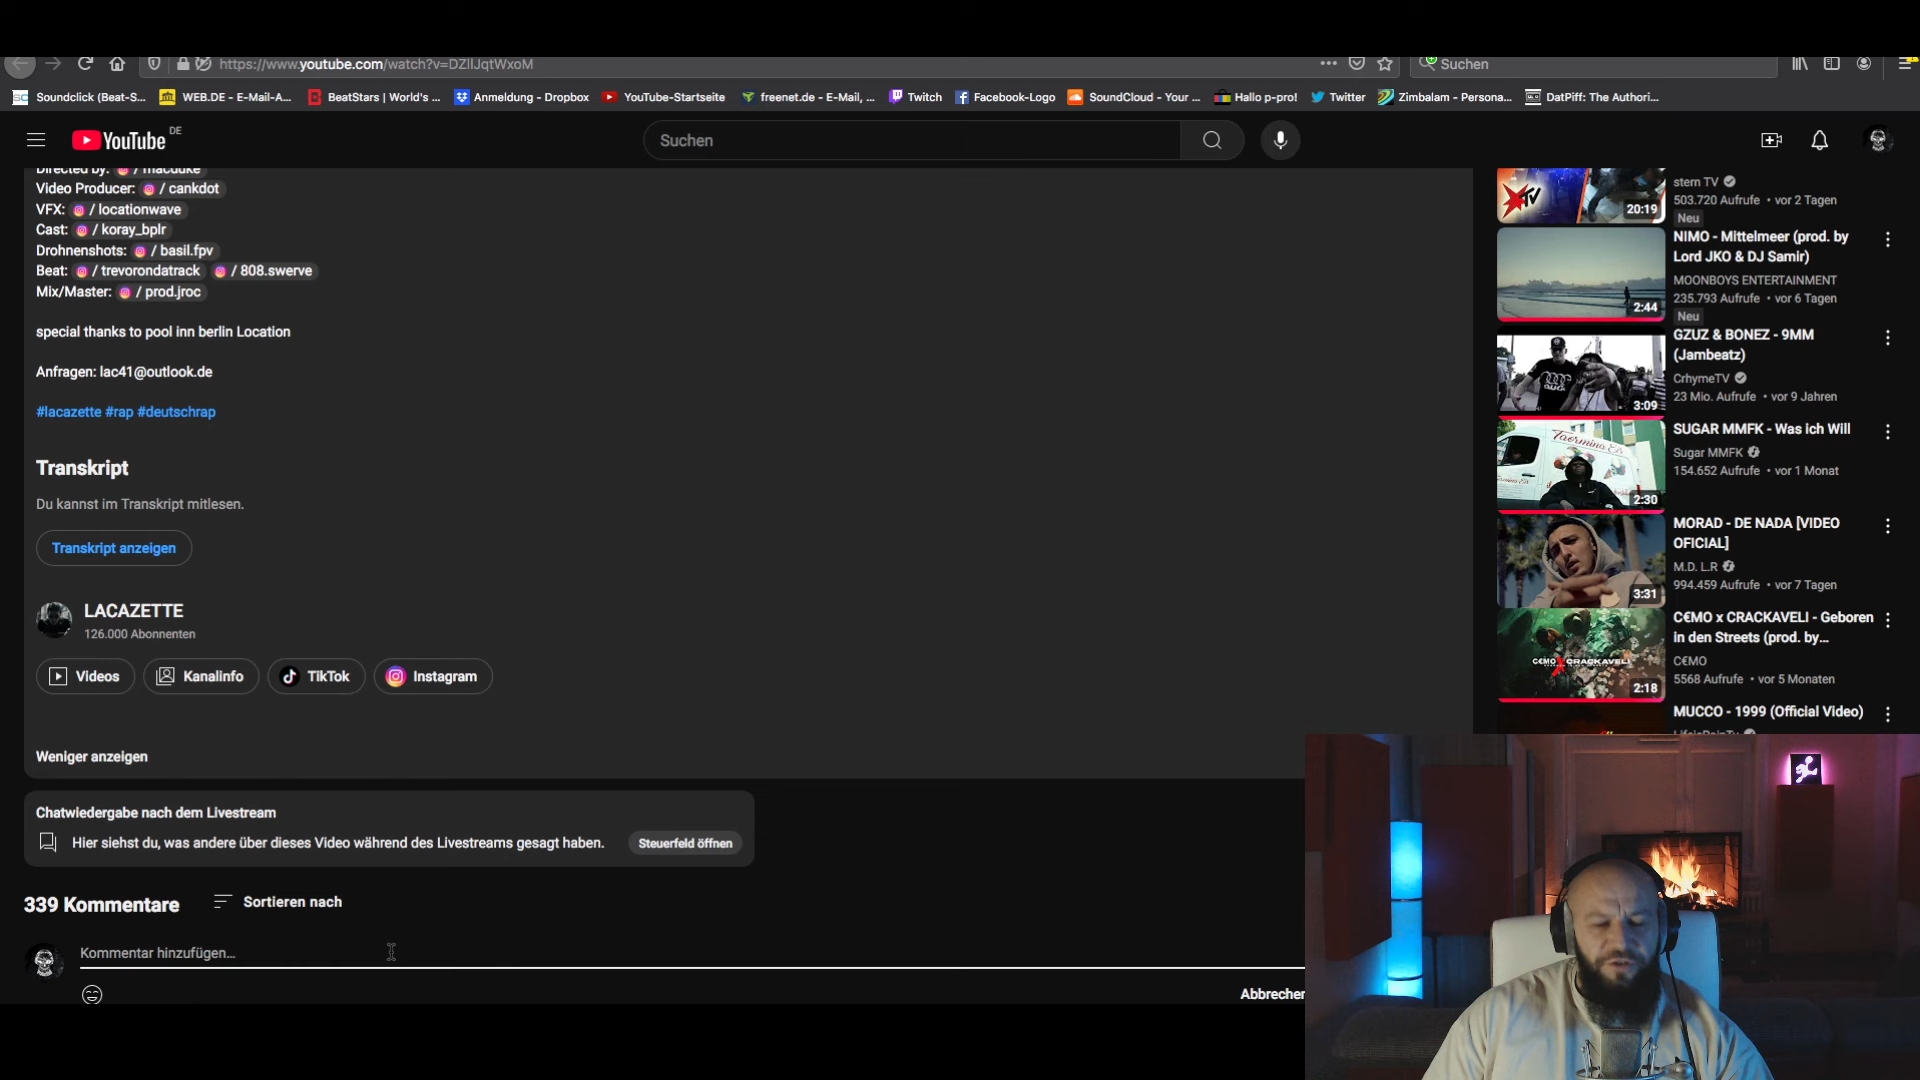 https://www.youtube.com/watch?v=DZIlJqtWxoM
Suchen
Soundclick (Beat-S...
WEB.DE - E-Mail-A...
BeatStars | World's ...
Anmeldung - Dropbox
YouTube-Startseite
freenet.de - E-Mail, ...
Twitch
Facebook-Logo
SoundCloud - Your ...
Hallo p-pro!
Twitter
Zimbalam - Persona...
DatPiff: The Authori...
YouTube DE
Suchen
Directed by: / macduke
Video Producer: / cankdot
VFX: / locationwave
Cast: / koray_bplr
Drohnenshots: / basil.fpv
Beat: / trevorondatrack / 808.swerve
Mix/Master: / prod.jroc
special thanks to pool inn berlin Location
Anfragen: lac41@outlook.de
#lacazette #rap #deutschrap
Transkript
Du kannst im Transkript mitlesen.
Transkript anzeigen
LACAZETTE
126.000 Abonnenten
Videos
Kanalinfo
TikTok
Instagram
Weniger anzeigen
Chatwiedergabe nach dem Livestream
Hier siehst du, was andere über dieses Video während des Livestreams gesagt haben.
Steuerfeld öffnen
339 Kommentare
Sortieren nach
Kommentar hinzufügen...
Abbrechen
stern TV
503.720 Aufrufe • vor 2 Tagen
Neu
20:19
NIMO - Mittelmeer (prod. by
Lord JKO & DJ Samir)
MOONBOYS ENTERTAINMENT
235.793 Aufrufe • vor 6 Tagen
Neu
2:44
GZUZ & BONEZ - 9MM
(Jambeatz)
CrhymeTV
23 Mio. Aufrufe • vor 9 Jahren
3:09
SUGAR MMFK - Was ich Will
Sugar MMFK
154.652 Aufrufe • vor 1 Monat
Taormina Eis
2:30
MORAD - DE NADA [VIDEO
OFICIAL]
M.D. L.R
994.459 Aufrufe • vor 7 Tagen
3:31
C€MO x CRACKAVELI - Geboren
in den Streets (prod. by...
C€MO
5568 Aufrufe • vor 5 Monaten
C€MO X CRACKAVELI
2:18
MUCCO - 1999 (Official Video)